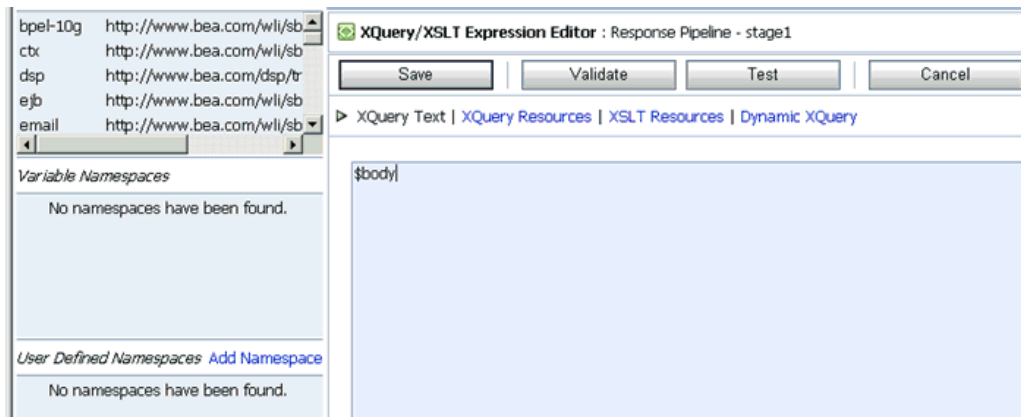 bpel-10g http://www.bea.com/wli/sb
ctx http://www.bea.com/wli/sb
dsp http://www.bea.com/dsp/tr
ejb http://www.bea.com/wli/sb
email http://www.bea.com/wli/sb
Variable Namespaces
No namespaces have been found.
User Defined Namespaces Add Namespace
No namespaces have been found.
XQuery/XSLT Expression Editor : Response Pipeline - stage1
Save Validate Test Cancel
XQuery Text | XQuery Resources | XSLT Resources | Dynamic XQuery
$body